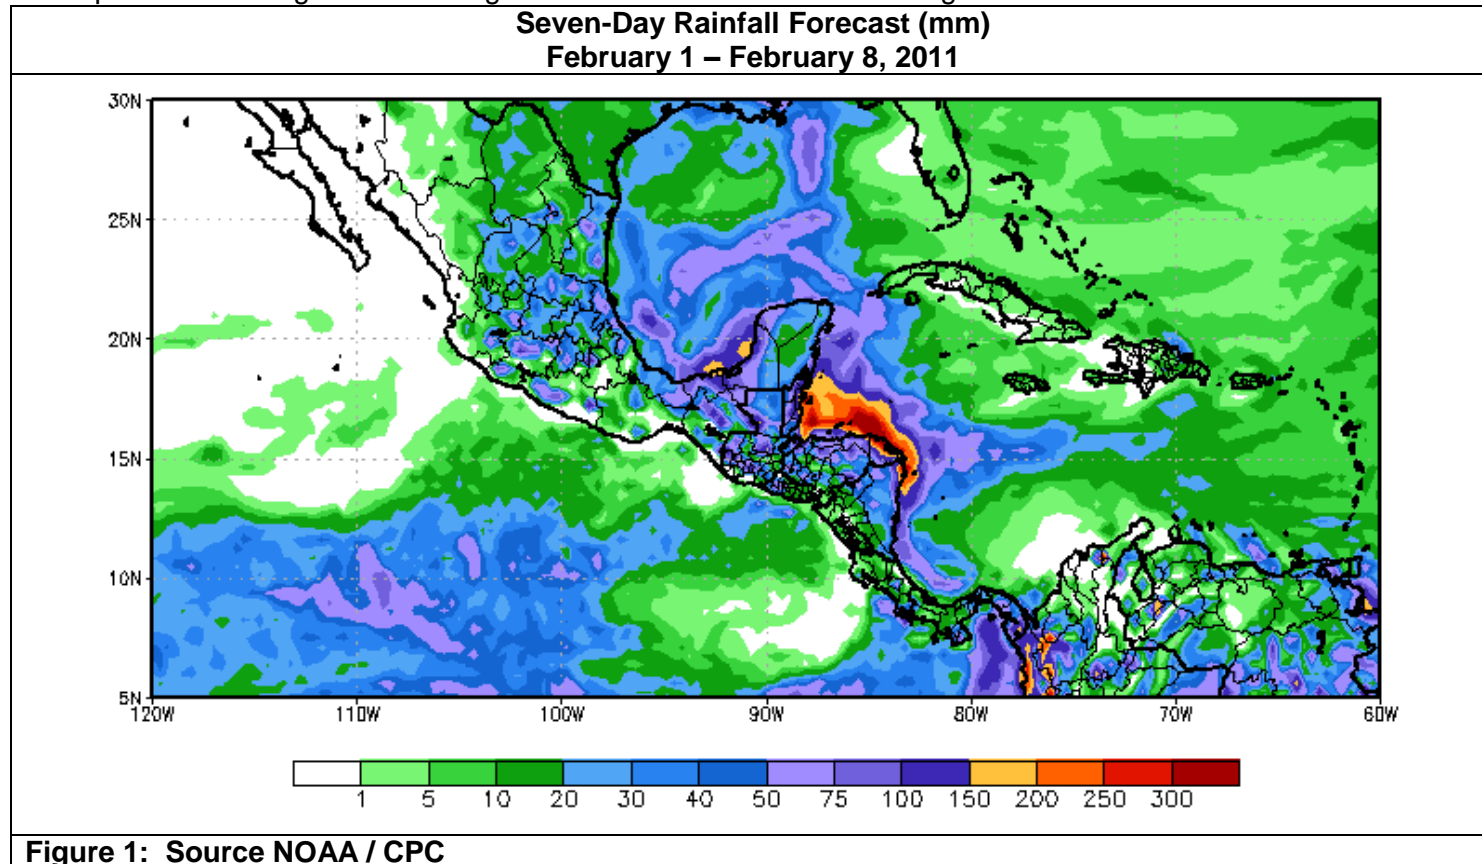 Seven-Day Rainfall Forecast (mm)
February 1 – February 8, 2011
30N
25N
20N
15N
10N
5N
120W 110W 100W 90W 80W 70W 60W
1 5 10 20 30 40 50 75 100 150 200 250 300
Figure 1: Source NOAA / CPC